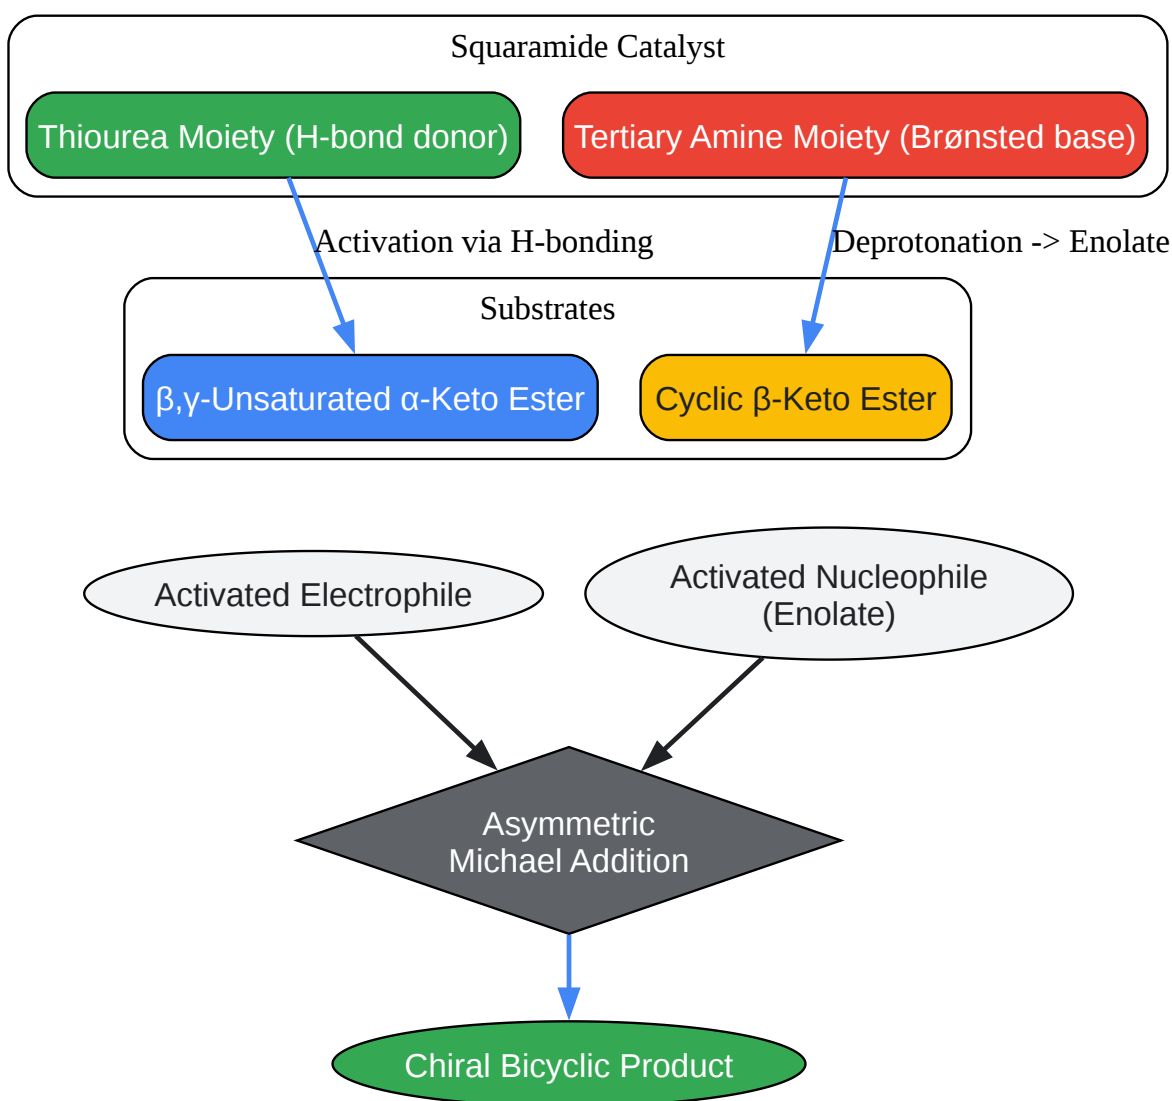 Squaramide Catalyst
Thiourea Moiety (H-bond donor)
Tertiary Amine Moiety (Brønsted base)
Activation via H-bonding
Deprotonation -> Enolate
Substrates
β,γ-Unsaturated α-Keto Ester
Cyclic β-Keto Ester
Activated Electrophile
Activated Nucleophile
(Enolate)
Asymmetric
Michael Addition
Chiral Bicyclic Product